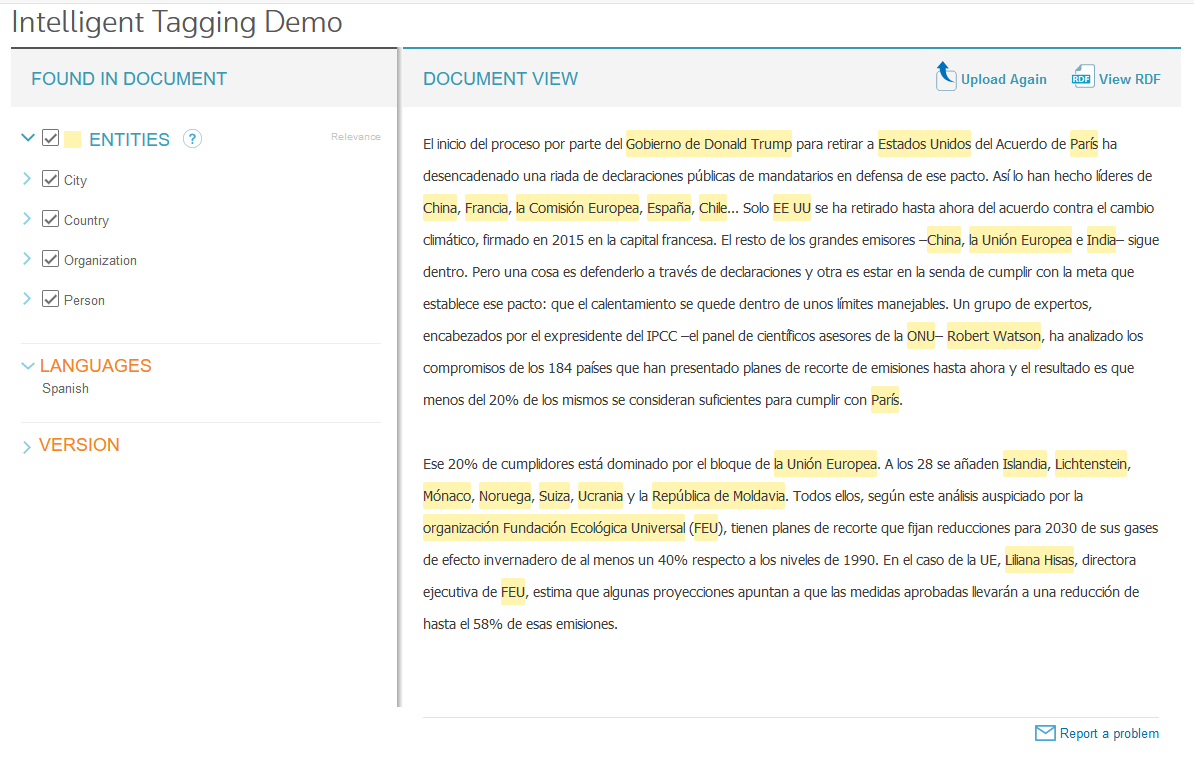 Intelligent Tagging Demo
FOUND IN DOCUMENT
ENTITIES ?
Relevance
City
Country
Organization
Person
LANGUAGES
Spanish
VERSION
DOCUMENT VIEW
Upload Again
RDF View RDF
El inicio del proceso por parte del Gobierno de Donald Trump para retirar a Estados Unidos del Acuerdo de París ha
desencadenado una riada de declaraciones públicas de mandatarios en defensa de ese pacto. Así lo han hecho líderes de
China, Francia, la Comisión Europea, España, Chile... Solo EE UU se ha retirado hasta ahora del acuerdo contra el cambio
climático, firmado en 2015 en la capital francesa. El resto de los grandes emisores –China, la Unión Europea e India– sigue
dentro. Pero una cosa es defenderlo a través de declaraciones y otra es estar en la senda de cumplir con la meta que
establece ese pacto: que el calentamiento se quede dentro de unos límites manejables. Un grupo de expertos,
encabezados por el expresidente del IPCC –el panel de científicos asesores de la ONU– Robert Watson, ha analizado los
compromisos de los 184 países que han presentado planes de recorte de emisiones hasta ahora y el resultado es que
menos del 20% de los mismos se consideran suficientes para cumplir con París.
Ese 20% de cumplidores está dominado por el bloque de la Unión Europea. A los 28 se añaden Islandia, Lichtenstein,
Mónaco, Noruega, Suiza, Ucrania y la República de Moldavia. Todos ellos, según este análisis auspiciado por la
organización Fundación Ecológica Universal (FEU), tienen planes de recorte que fijan reducciones para 2030 de sus gases
de efecto invernadero de al menos un 40% respecto a los niveles de 1990. En el caso de la UE, Liliana Hisas, directora
ejecutiva de FEU, estima que algunas proyecciones apuntan a que las medidas aprobadas llevarán a una reducción de
hasta el 58% de esas emisiones.
Report a problem